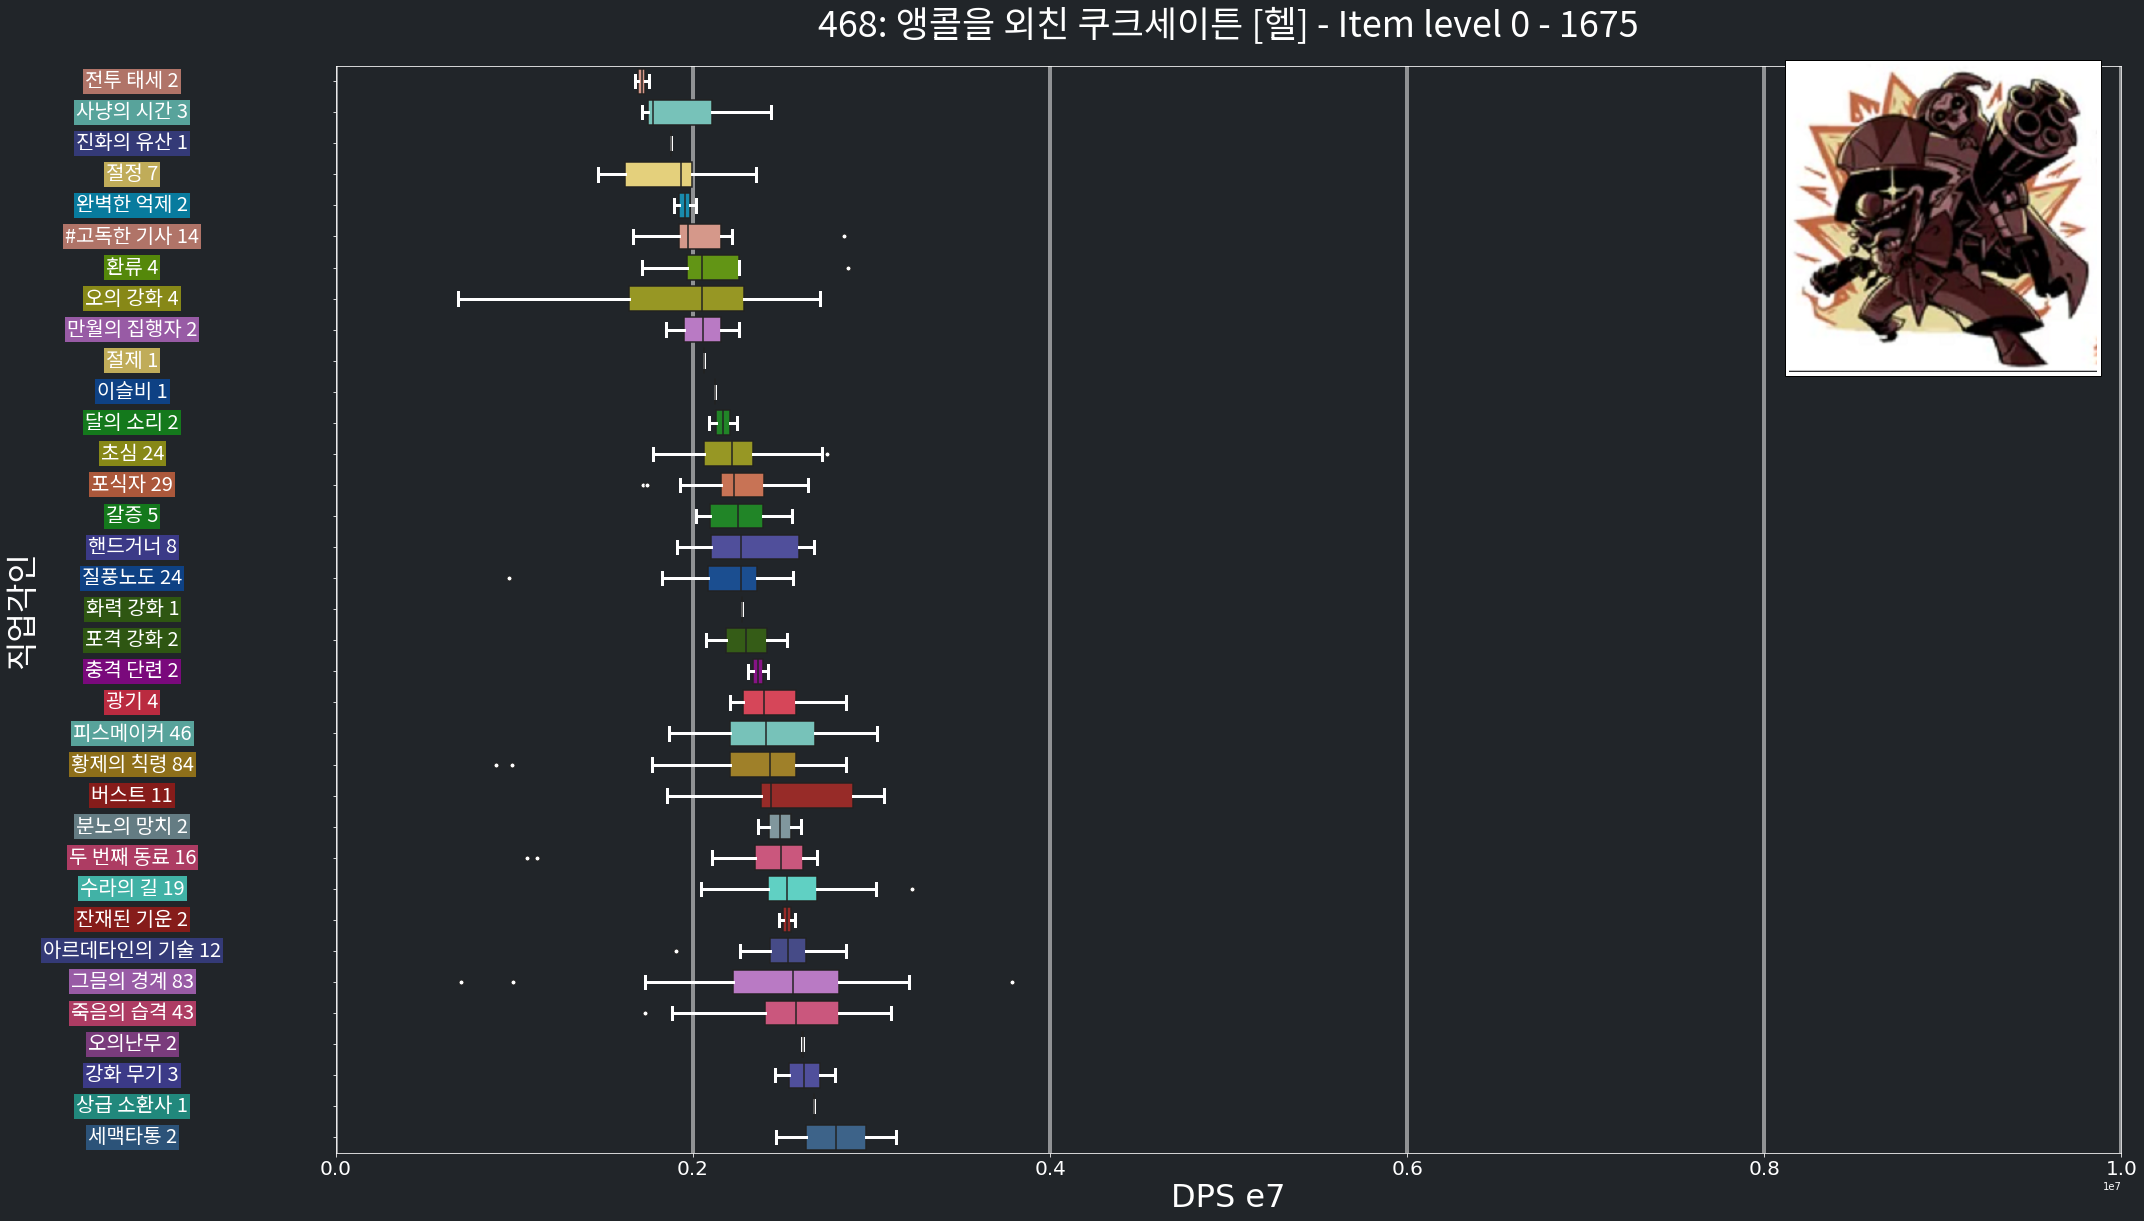 468: 앵콜을 외친 쿠크세이튼 [헬] - Item level 0 - 1675
전투 태세 2
사냥의 시간 3
진화의 유산 1
절정 7
완벽한 억제 2
#고독한 기사 14
환류 4
오의 강화 4
만월의 집행자 2
절제 1
이슬비 1
달의 소리 2
초심 24
포식자 29
갈증 5
핸드거너 8
질풍노도 24
화력 강화 1
포격 강화 2
충격 단련 2
광기 4
피스메이커 46
황제의 칙령 84
버스트 11
분노의 망치 2
두 번째 동료 16
수라의 길 19
잔재된 기운 2
아르데타인의 기술 12
그믐의 경계 83
죽음의 습격 43
오의난무 2
강화 무기 3
상급 소환사 1
세맥타통 2
직업각인
0.0 0.2 0.4 0.6 0.8 1.0
1e7
DPS e7